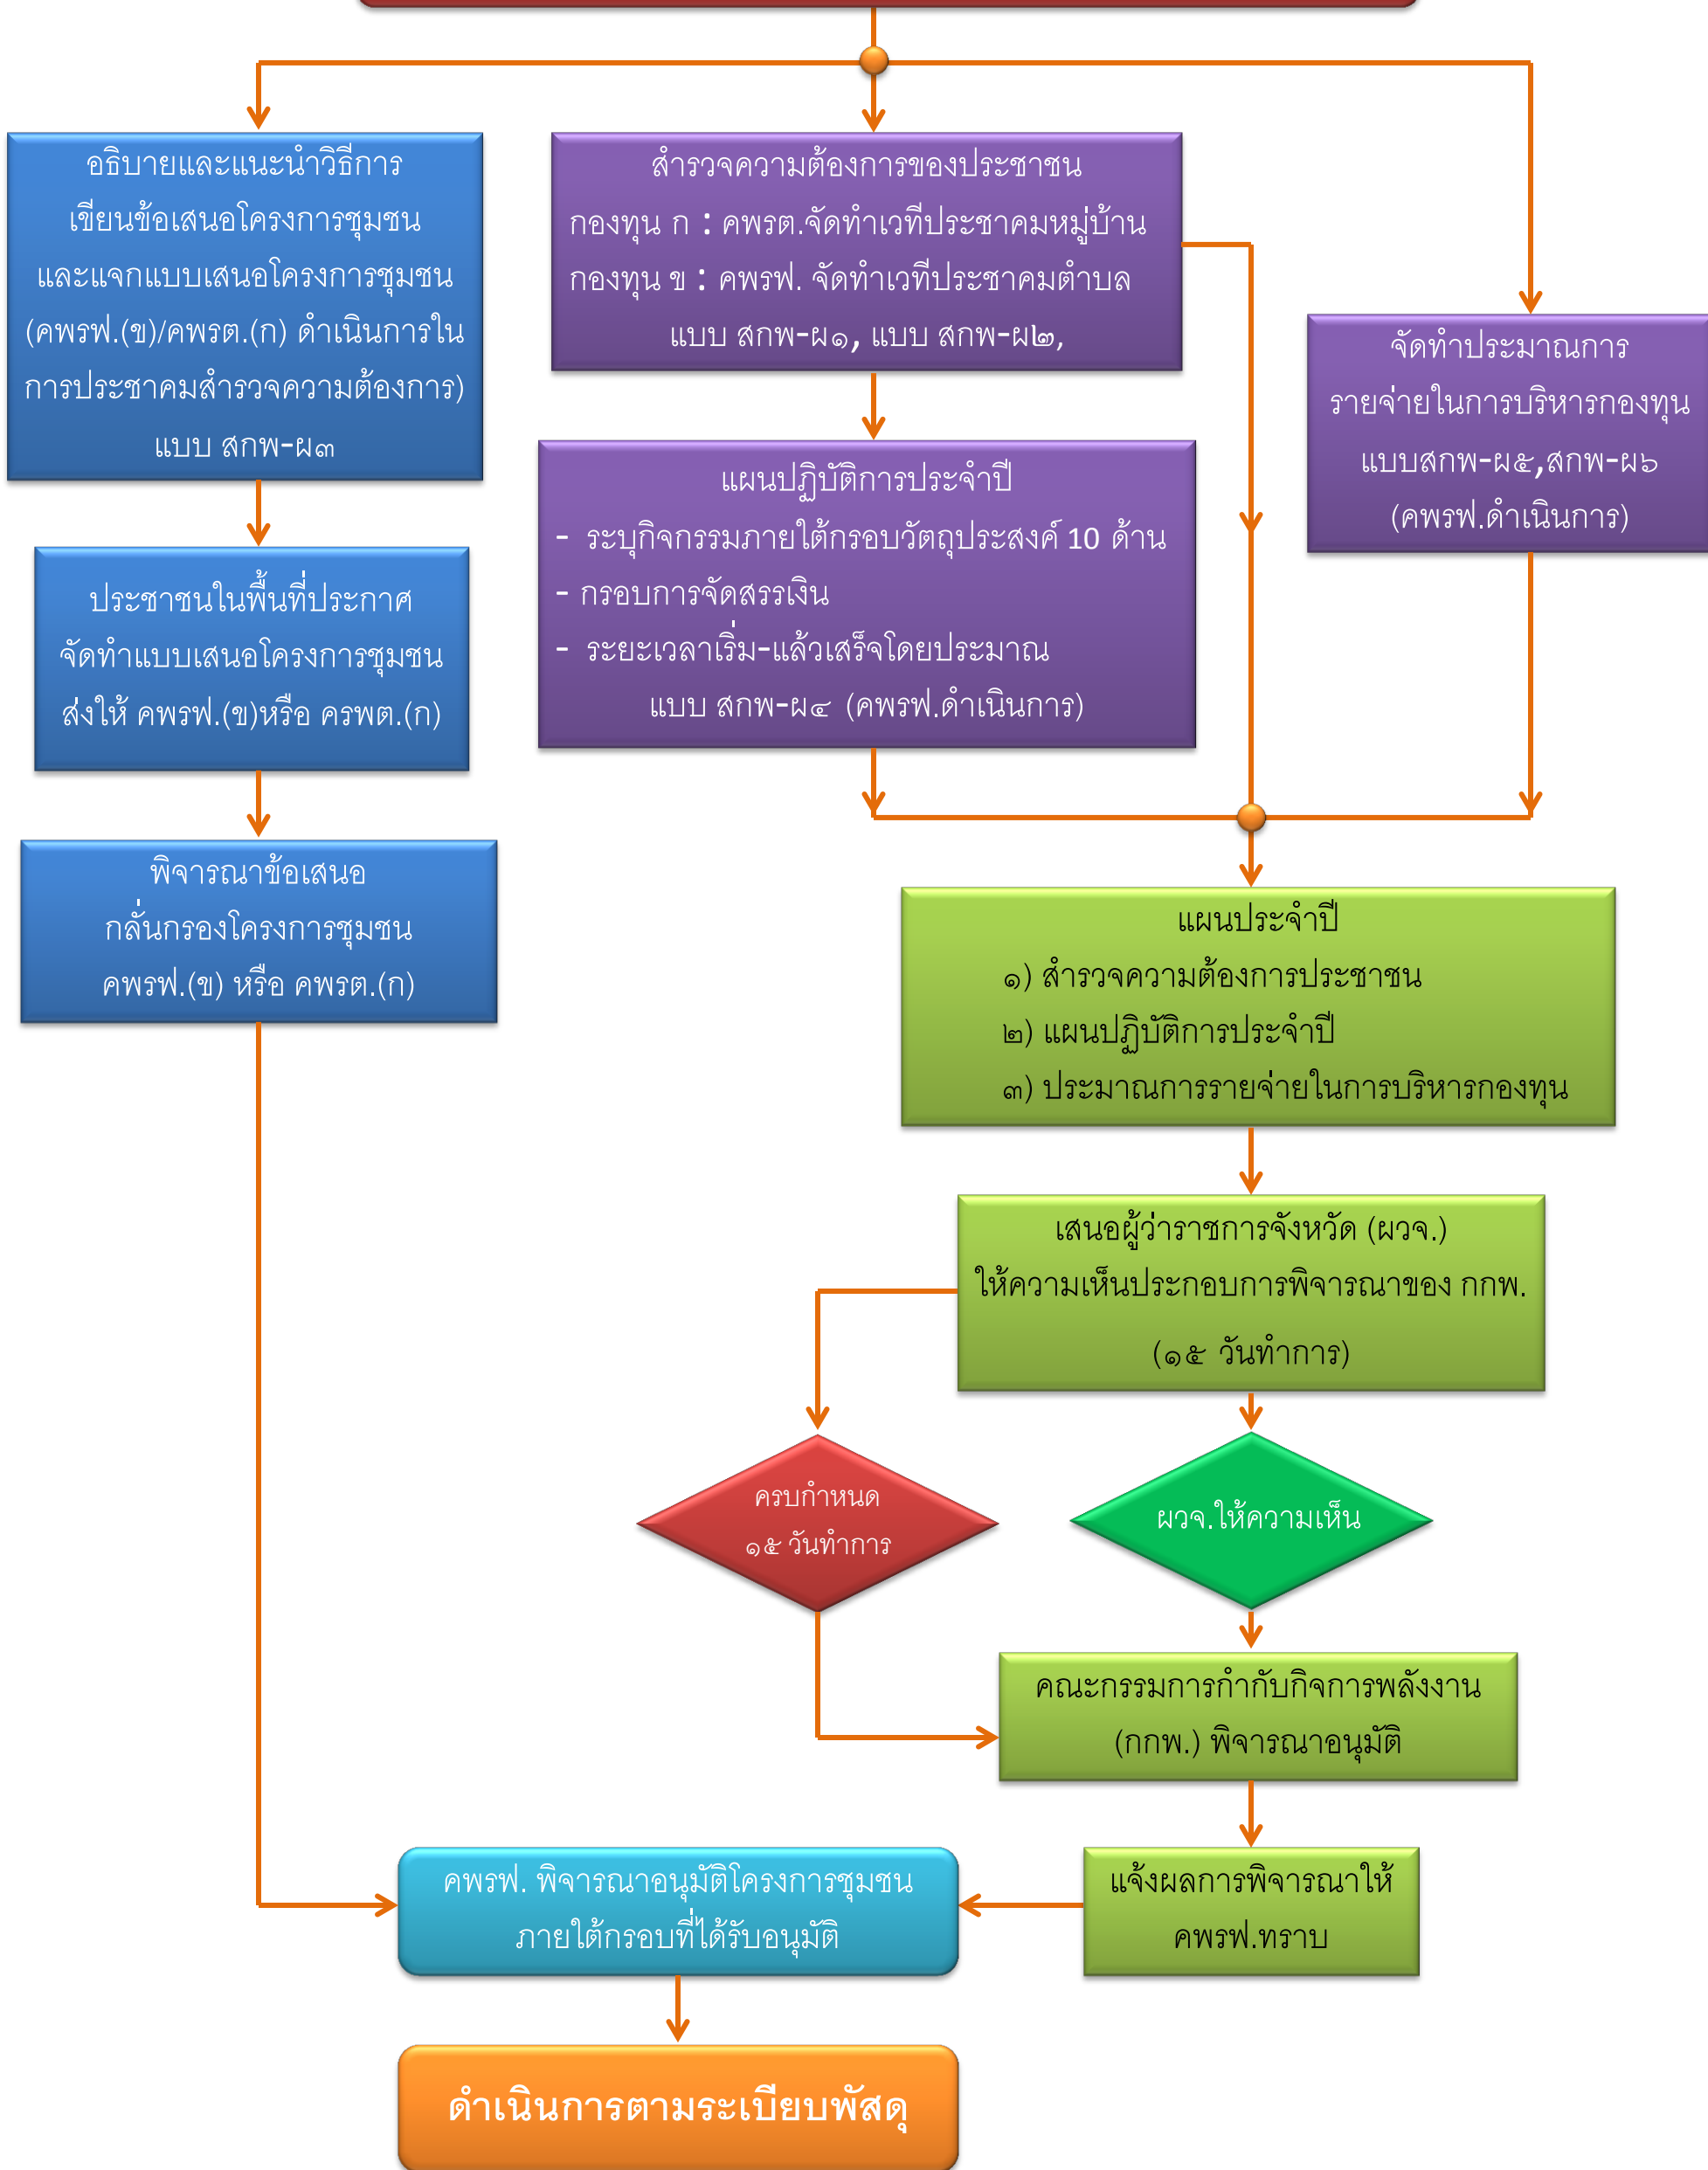 อธิบายและแนะนำวิธีการ
เขียนข้อเสนอโครงการชุมชน
และแจกแบบเสนอโครงการชุมชน
(คพรฟ.(ข)/คพรต.(ก) ดำเนินการใน
การประชาคมสำรวจความต้องการ)
แบบ สกพ-ผ๓
ประชาชนในพื้นที่ประกาศ
จัดทำแบบเสนอโครงการชุมชน
ส่งให้ คพรฟ.(ข)หรือ ครพต.(ก)
พิจารณาข้อเสนอ
กลั่นกรองโครงการชุมชน
คพรฟ.(ข) หรือ คพรต.(ก)
สำรวจความต้องการของประชาชน
กองทุน ก : คพรต.จัดทำเวทีประชาคมหมู่บ้าน
กองทุน ข : คพรฟ. จัดทำเวทีประชาคมตำบล
แบบ สกพ-ผ๑, แบบ สกพ-ผ๒,
แผนปฏิบัติการประจำปี
- ระบุกิจกรรมภายใต้กรอบวัตถุประสงค์ 10 ด้าน
- กรอบการจัดสรรเงิน
- ระยะเวลาเริ่ม-แล้วเสร็จโดยประมาณ
แบบ สกพ-ผ๔ (คพรฟ.ดำเนินการ)
จัดทำประมาณการ
รายจ่ายในการบริหารกองทุน
แบบสกพ-ผ๕,สกพ-ผ๖
(คพรฟ.ดำเนินการ)
แผนประจำปี
๑) สำรวจความต้องการประชาชน
๒) แผนปฏิบัติการประจำปี
๓) ประมาณการรายจ่ายในการบริหารกองทุน
เสนอผู้ว่าราชการจังหวัด (ผวจ.)
ให้ความเห็นประกอบการพิจารณาของ กกพ.
(๑๕ วันทำการ)
ครบกำหนด
๑๕ วันทำการ
ผวจ.ให้ความเห็น
คณะกรรมการกำกับกิจการพลังงาน
(กกพ.) พิจารณาอนุมัติ
แจ้งผลการพิจารณาให้
คพรฟ.ทราบ
คพรฟ. พิจารณาอนุมัติโครงการชุมชน
ภายใต้กรอบที่ได้รับอนุมัติ
ดำเนินการตามระเบียบพัสดุ